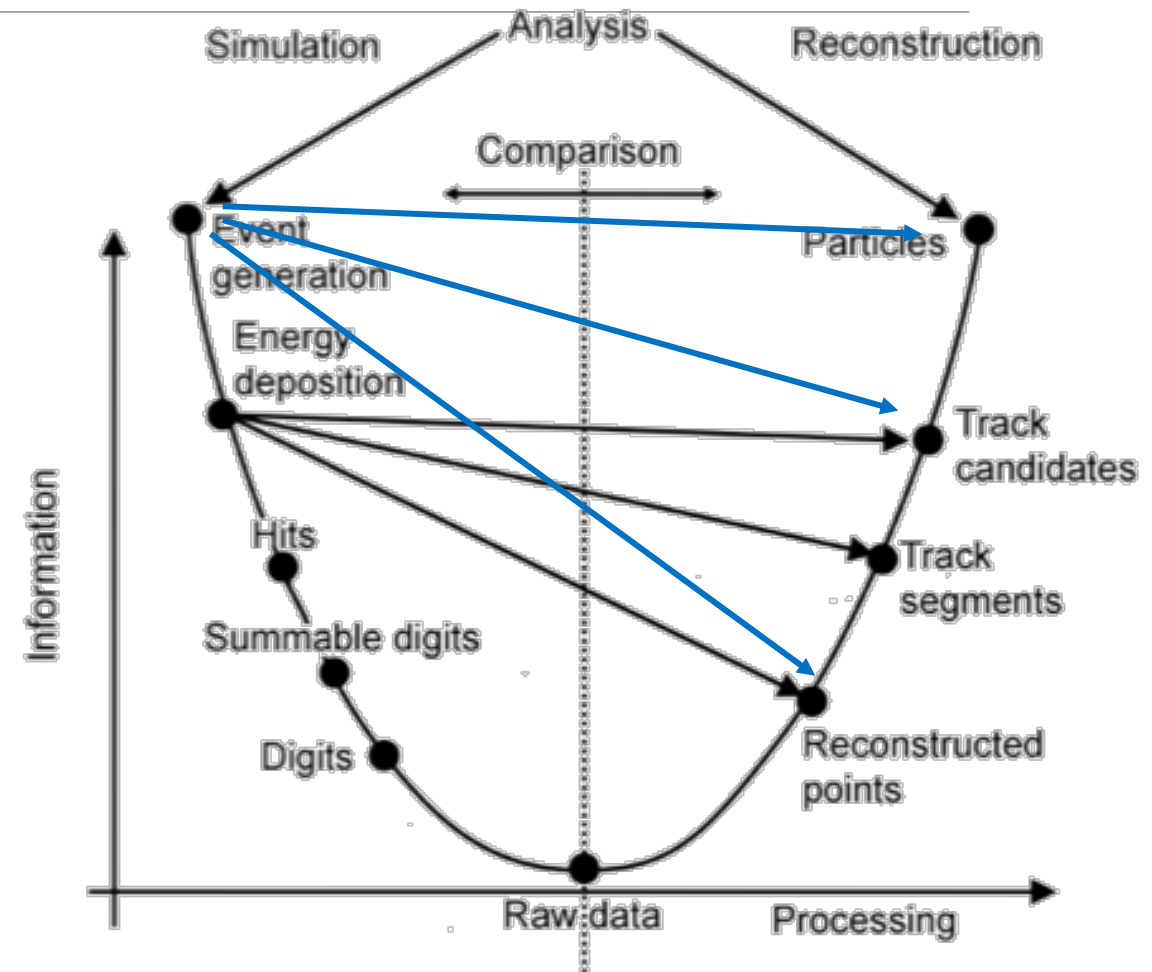 Analysis
Simulation
Reconstruction
Comparison
Event
generation
Particles
Energy
deposition
Track
candidates
Information
Hits
Track
segments
Summable digits
Digits
Reconstructed
points
Raw data
Processing